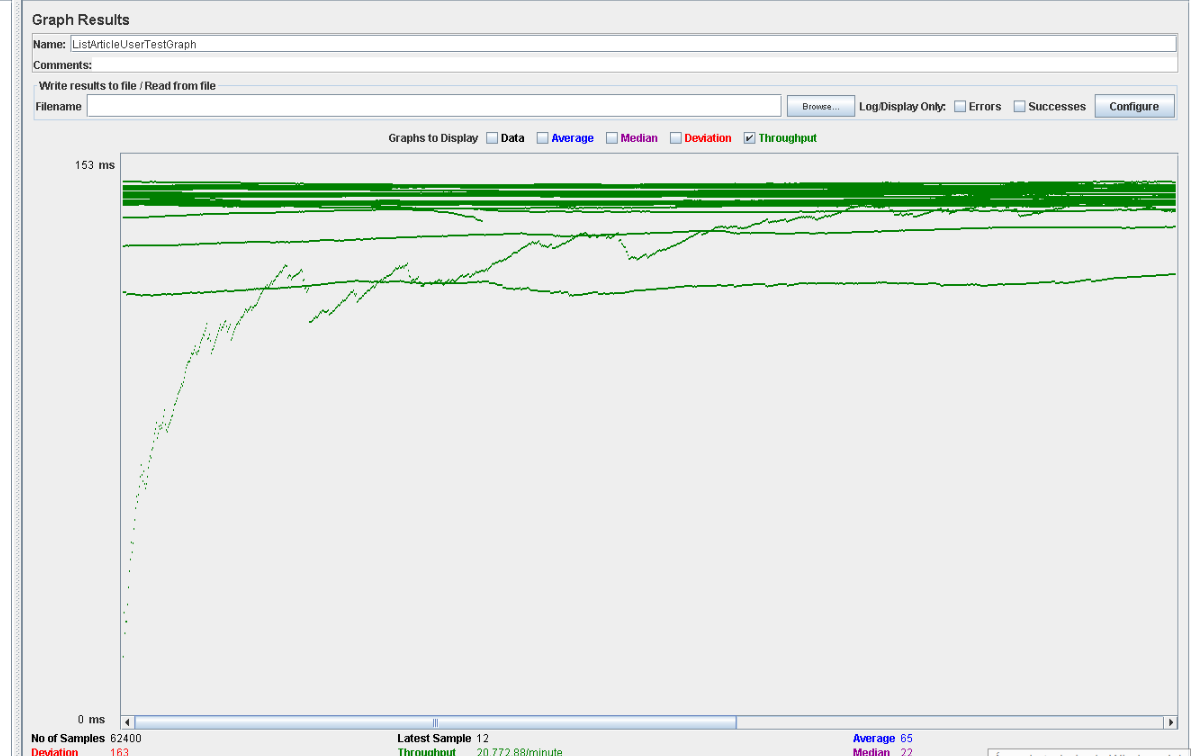 Graph Results
Name: ListArticleUserTestGraph
Comments:
Write results to file / Read from file
Filename Browse... Log/Display Only: Errors Successes Configure
Graphs to Display Data Average Median Deviation Throughput
153 ms
0 ms
No of Samples 62400 Latest Sample 12 Average 65
Deviation 163 Throughput 20,772.88/minute Median 22